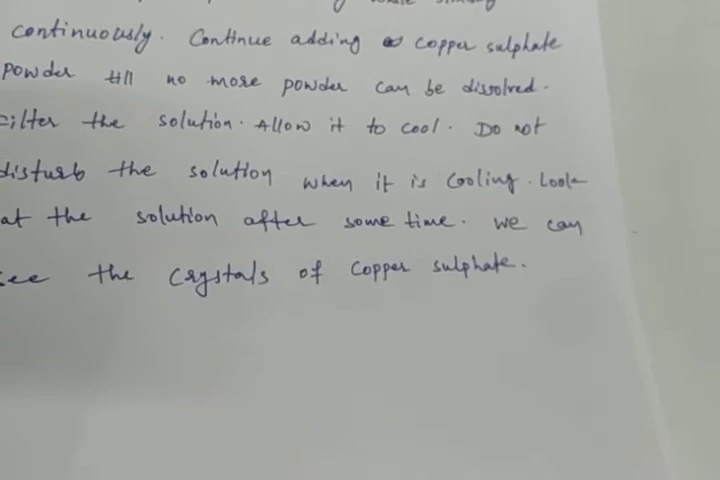 continuously. Continue adding copper sulphate
powder till no more powder can be dissolved.
filter the solution. Allow it to cool. Do not
disturb the solution when it is cooling. Look
at the solution after some time. we can
see the crystals of copper sulphate.